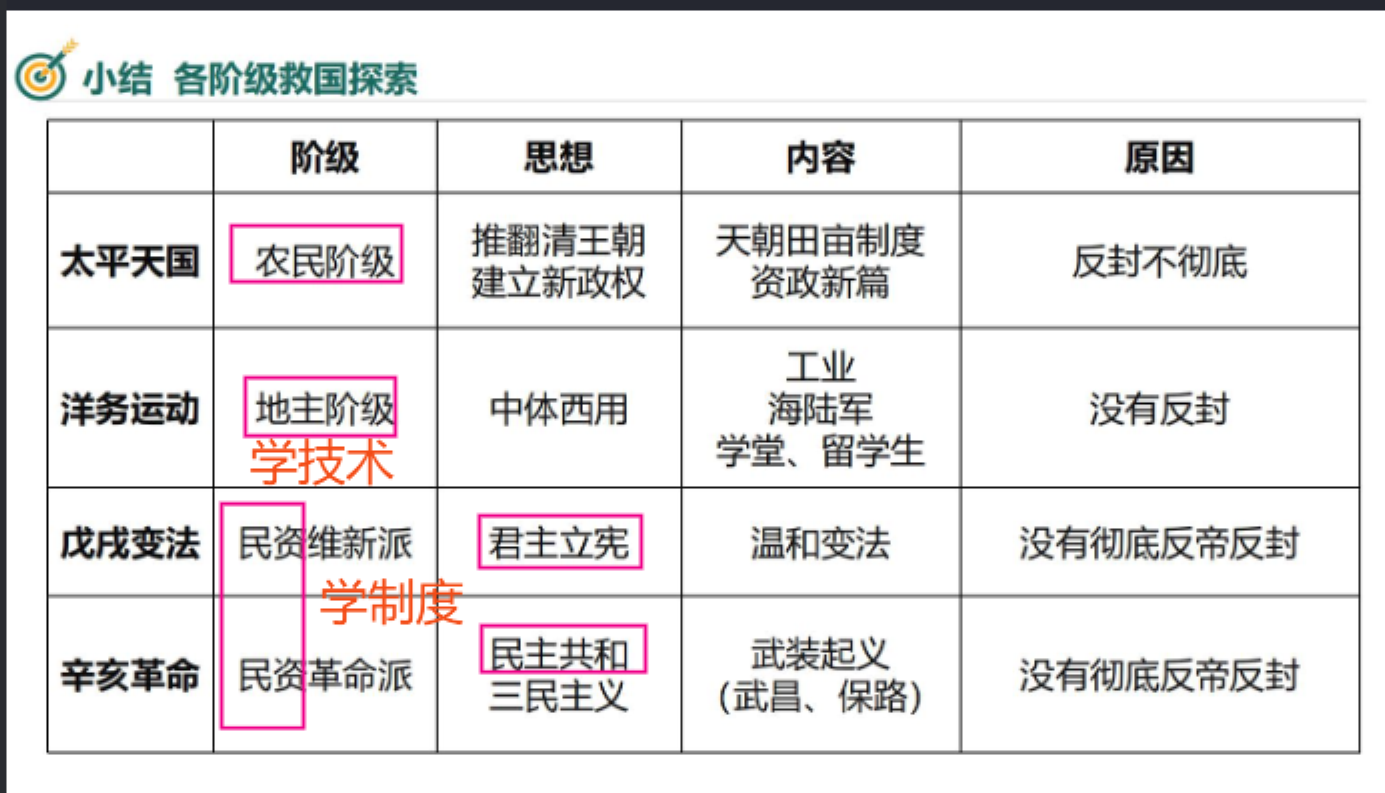 小结 各阶级救国探索
阶级 思想 内容 原因
太平天国 农民阶级 推翻清王朝 天朝田亩制度 反封不彻底
建立新政权 资政新篇
洋务运动 地主阶级 中体西用 工业 没有反封
海陆军
学堂、留学生
学技术
戊戌变法 民资维新派 君主立宪 温和变法 没有彻底反帝反封
学制度
辛亥革命 民资革命派 民主共和 武装起义 没有彻底反帝反封
三民主义 (武昌、保路)